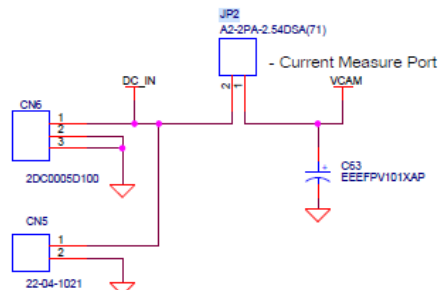 JP2
A2-2PA-2.54DSA(71)
- Current Measure Port
DC_IN
VCAM
2
1
CN6
1
2
3
2DC0005D100
C63
EEEFPV101XAP
+
CN5
1
2
22-04-1021